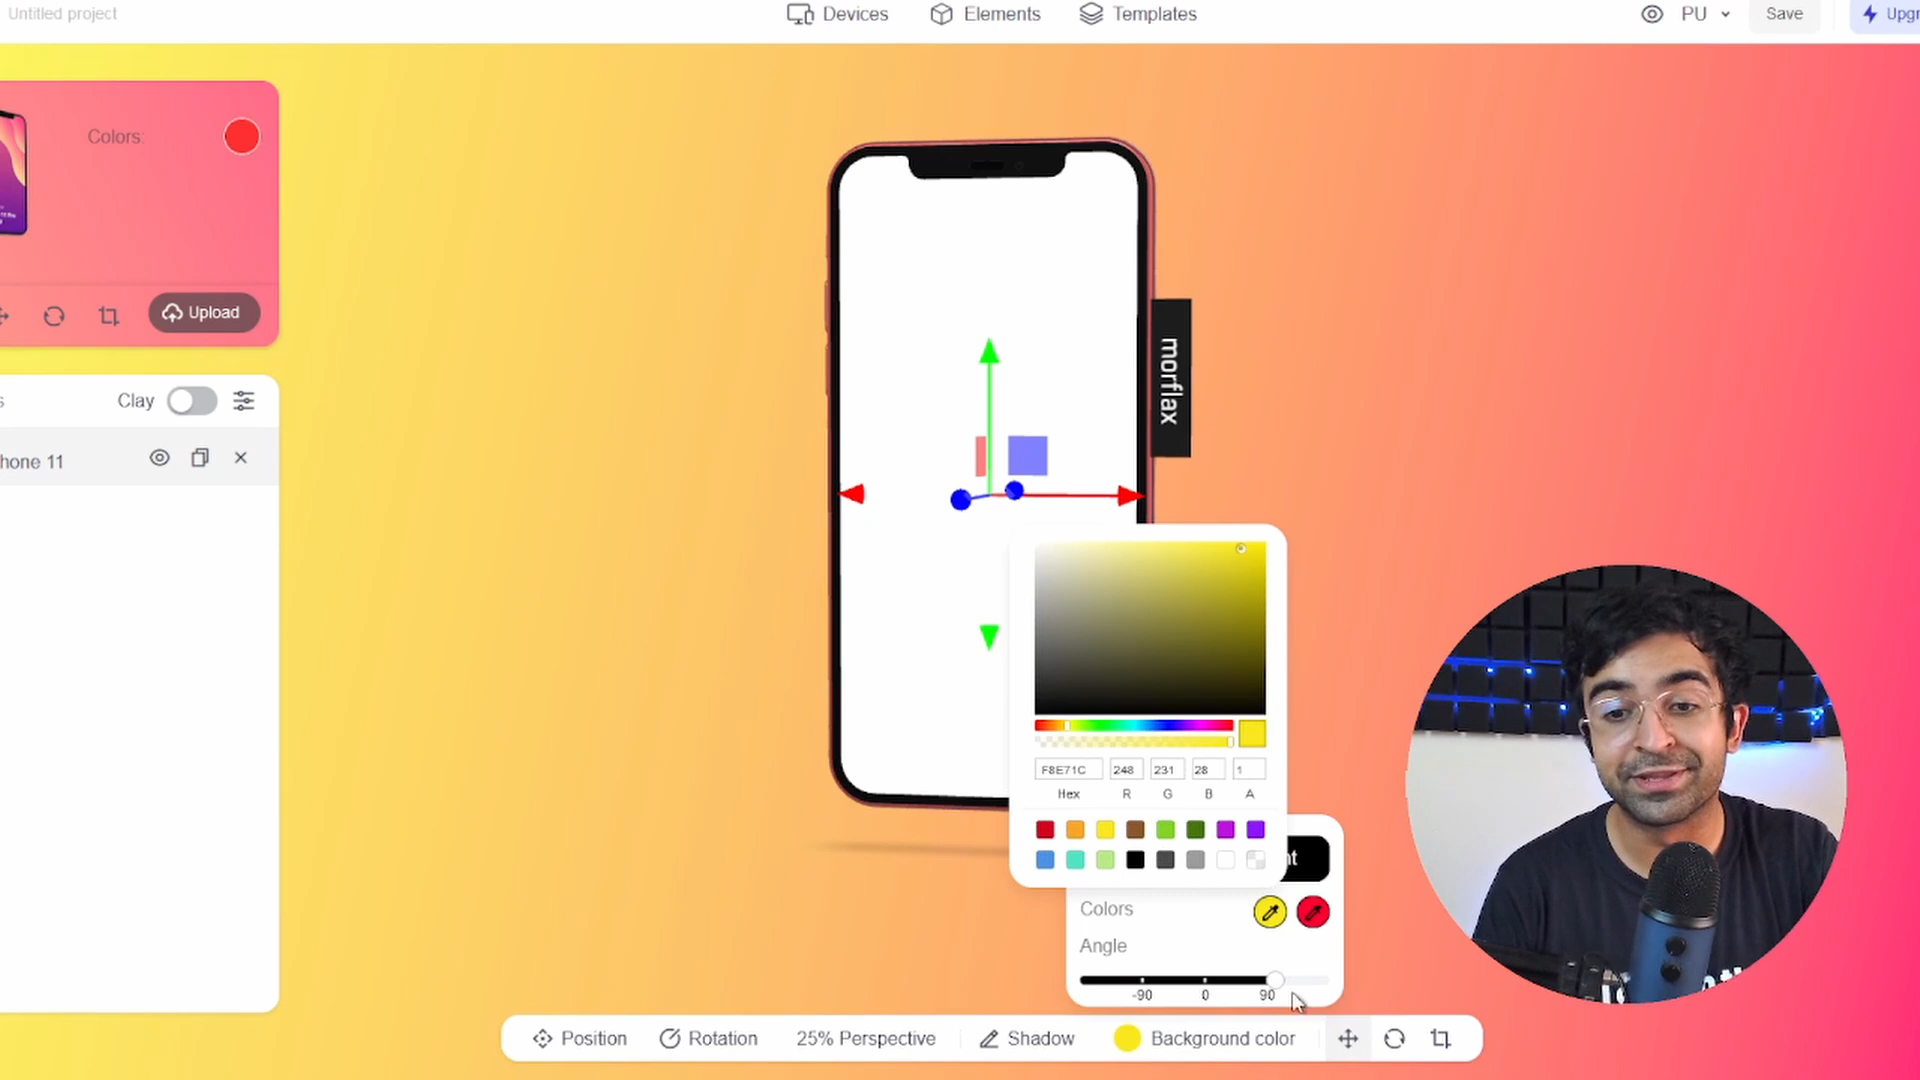 Untitled project
Devices
Elements
Templates
PU
Save
Upgr
Colors:
Upload
Clay
hone 11
morflax
F8E71C 248 231 28 1
Hex R G B A
nt
Colors
Angle
-90 0 90
Position
Rotation
25% Perspective
Shadow
Background color